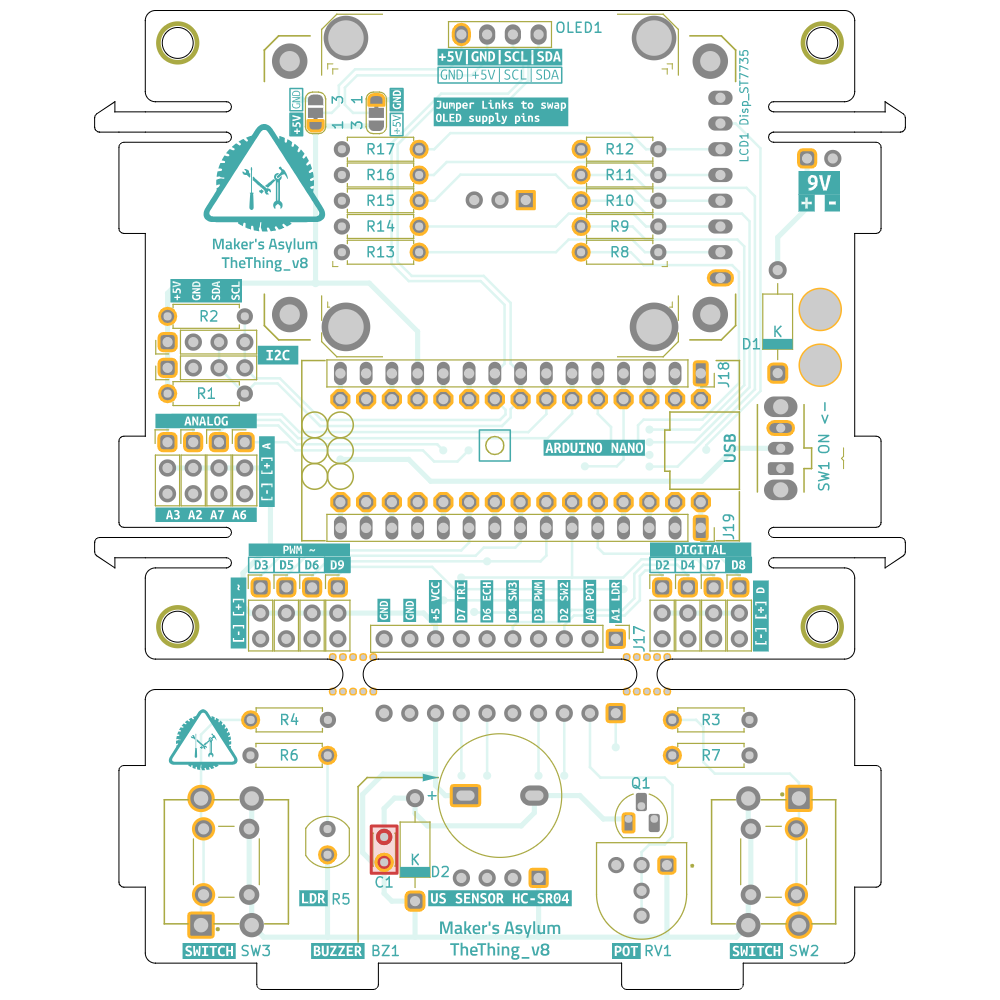 OLED1
+5V|GND|SCL|SDA
GND|+5V|SCL|SDA
LCD1 Disp_ST7735
GND
+5V
3
1
1
3
GND
+5V
Jumper Links to swap
OLED supply pins
R17
R16
R15
R14
R13
R12
R11
R10
R9
R8
9V
+ -
Maker's Asylum
TheThing_v8
+5V
GND
SDA
SCL
R2
I2C
R1
K
D1
J18
ANALOG
[-] [+] A
A3 A2 A7 A6
ARDUINO NANO
USB
SW1 ON <-
J19
PWM ~
D3 D5 D6 D9
[-] [+] ~
DIGITAL
D2 D4 D7 D8
[-] [+] D
GND
GND
+5 VCC
D7 TRI
D6 ECH
D4 SW3
D3 PWM
D2 SW2
A0 POT
A1 LDR
J17
R4
R6
R3
R7
Q1
+
K
D2
C1
LDR R5
US SENSOR HC-SR04
Maker's Asylum
TheThing_v8
SWITCH SW3
BUZZER BZ1
POT RV1
SWITCH SW2